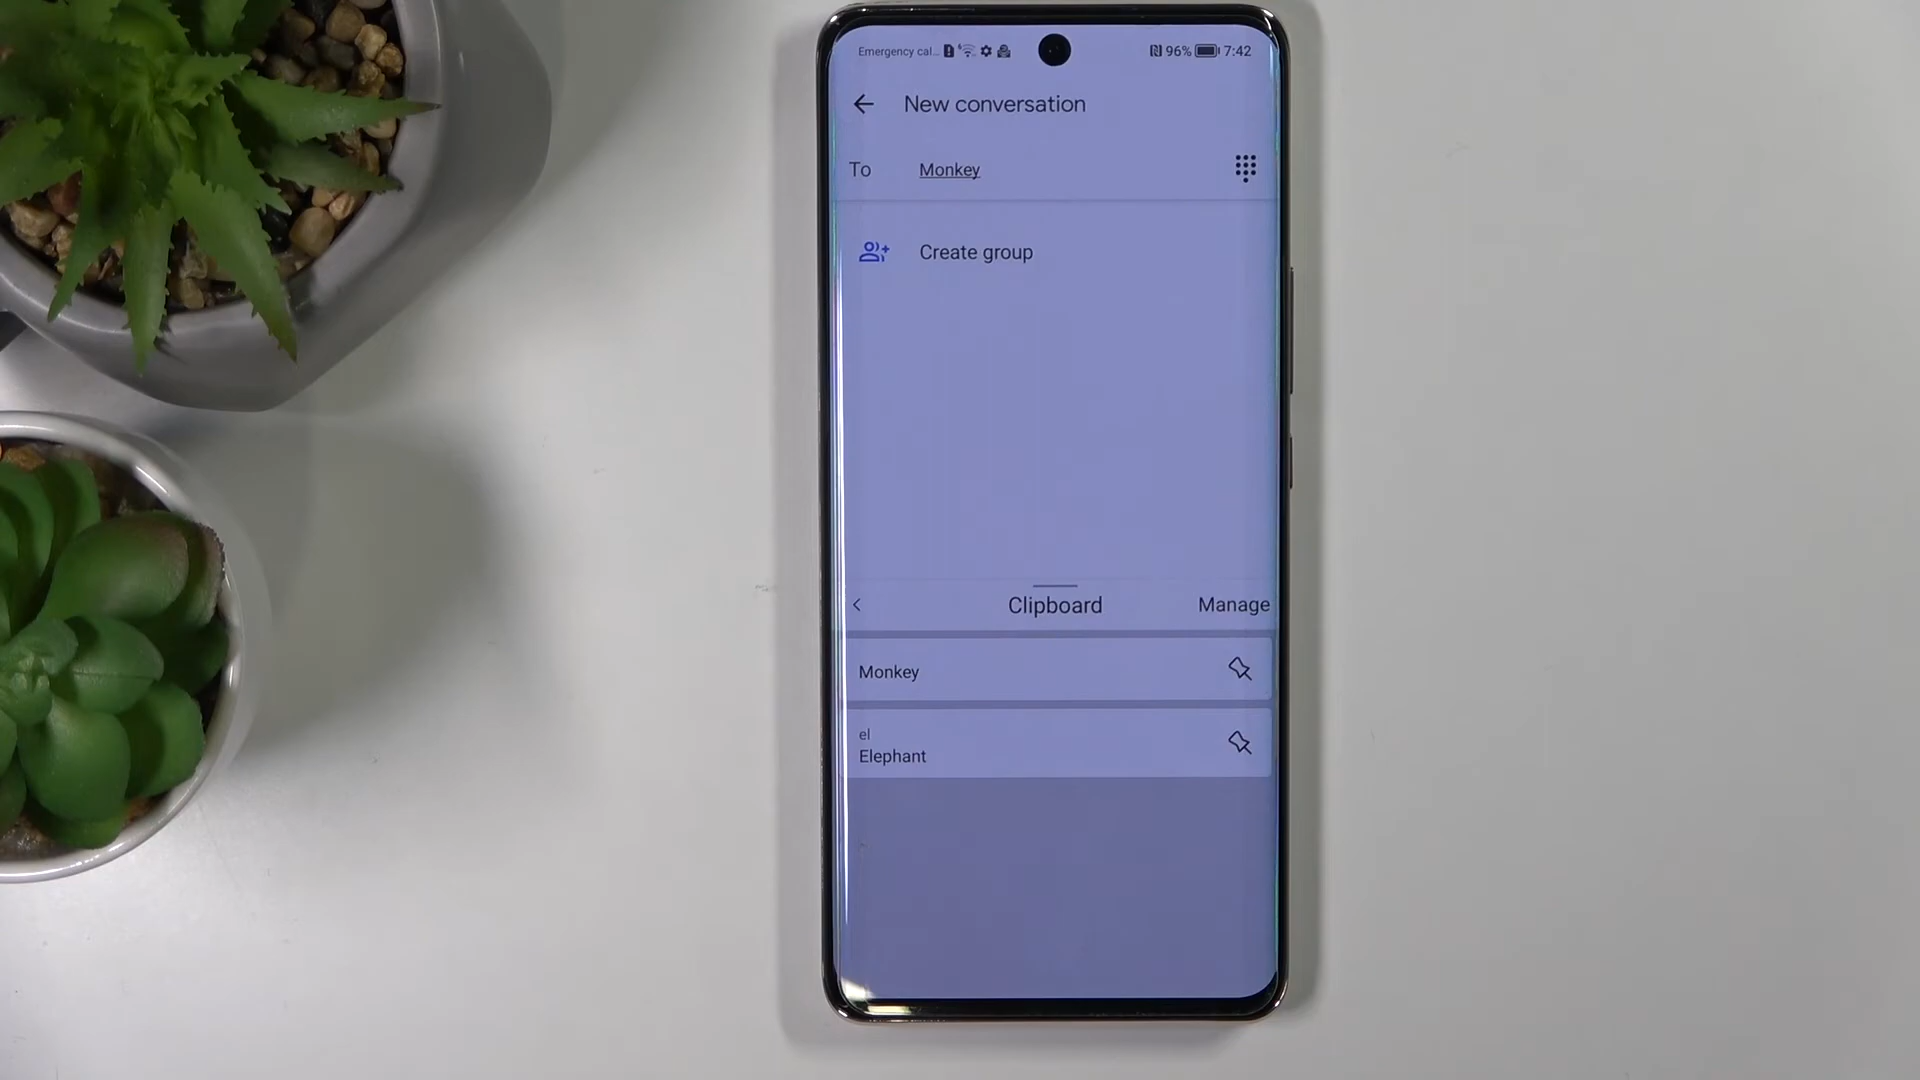 Emergency cal... 96% 7:42
New conversation
To Monkey
Create group
Clipboard Manage
Monkey
el
Elephant